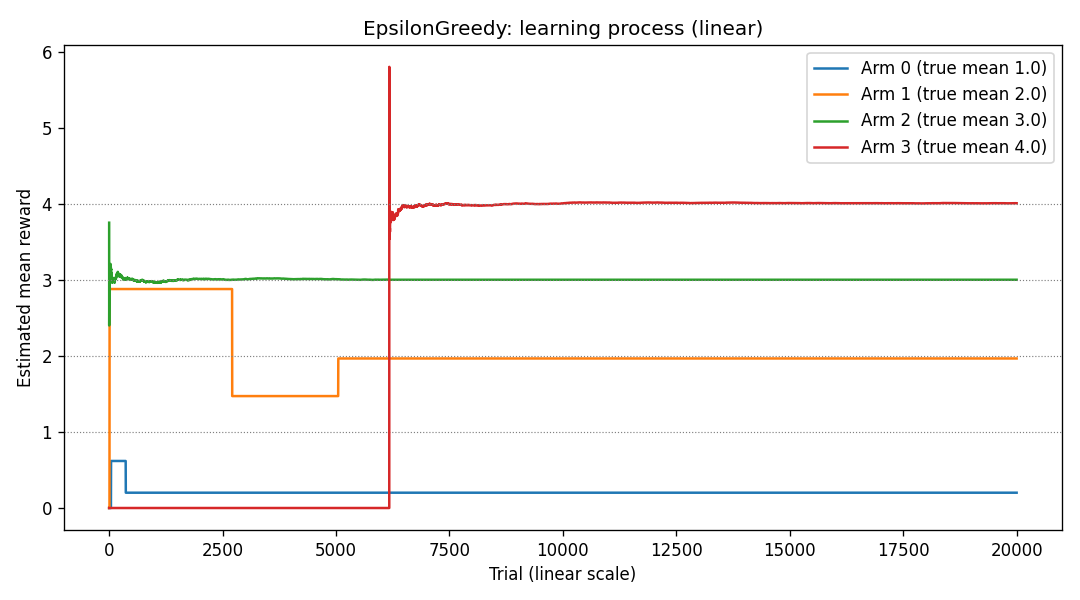 EpsilonGreedy: learning process (linear)
Arm 0 (true mean 1.0)
Arm 1 (true mean 2.0)
Arm 2 (true mean 3.0)
Arm 3 (true mean 4.0)
Estimated mean reward
6
5
4
3
2
1
0
0 2500 5000 7500 10000 12500 15000 17500 20000
Trial (linear scale)